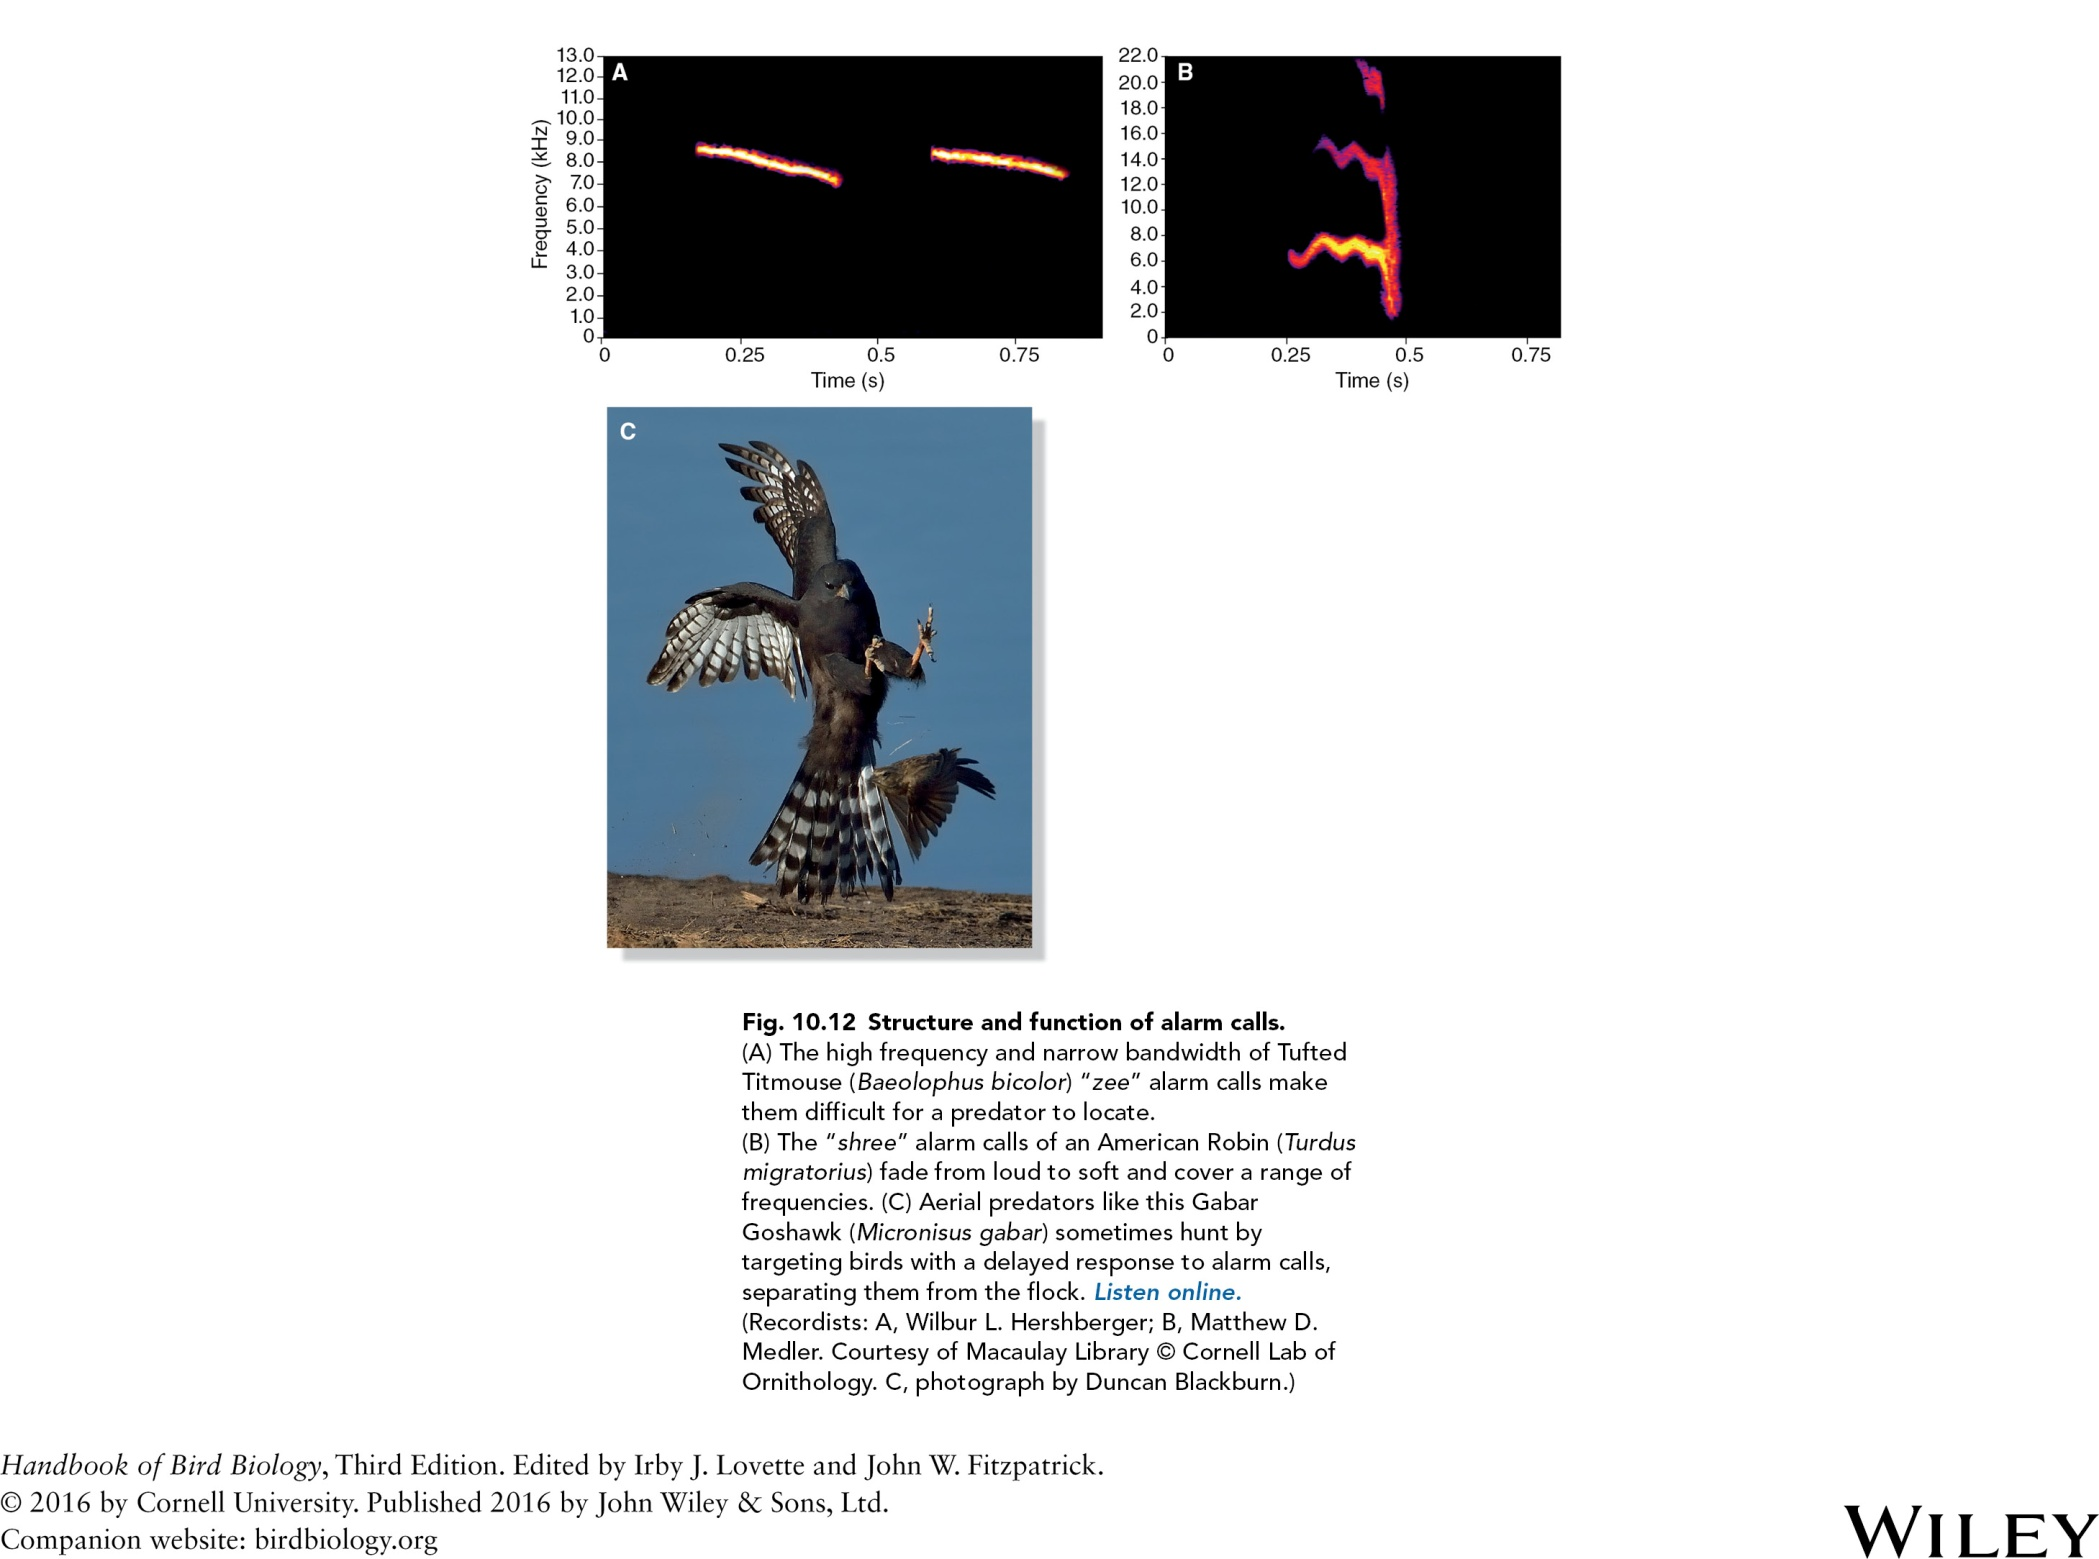 A
13.0
12.0
11.0
10.0
9.0
8.0
7.0
6.0
5.0
4.0
3.0
2.0
1.0
0
Frequency (kHz)
0 0.25 0.5 0.75
Time (s)
B
22.0
20.0
18.0
16.0
14.0
12.0
10.0
8.0
6.0
4.0
2.0
0
0 0.25 0.5 0.75
Time (s)
C
Fig. 10.12 Structure and function of alarm calls.
(A) The high frequency and narrow bandwidth of Tufted
Titmouse (Baeolophus bicolor) “zee” alarm calls make
them difficult for a predator to locate.
(B) The “shree” alarm calls of an American Robin (Turdus
migratorius) fade from loud to soft and cover a range of
frequencies. (C) Aerial predators like this Gabar
Goshawk (Micronisus gabar) sometimes hunt by
targeting birds with a delayed response to alarm calls,
separating them from the flock. Listen online.
(Recordists: A, Wilbur L. Hershberger; B, Matthew D.
Medler. Courtesy of Macaulay Library © Cornell Lab of
Ornithology. C, photograph by Duncan Blackburn.)
Handbook of Bird Biology, Third Edition. Edited by Irby J. Lovette and John W. Fitzpatrick.
© 2016 by Cornell University. Published 2016 by John Wiley & Sons, Ltd.
Companion website: birdbiology.org
WILEY